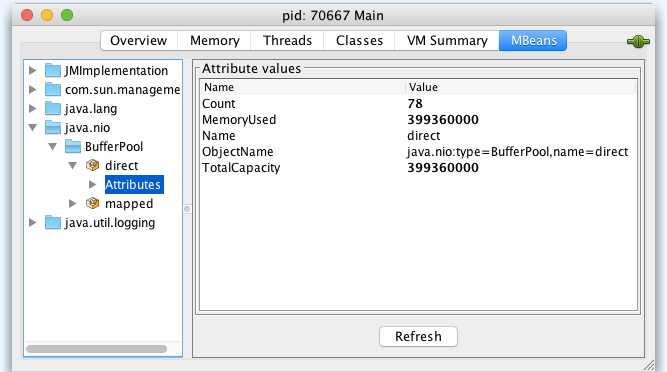 pid: 70667 Main
Overview Memory Threads Classes VM Summary MBeans
JMImplementation
com.sun.manageme
java.lang
java.nio
BufferPool
direct
Attributes
mapped
java.util.logging
Attribute values
Name Value
Count 78
MemoryUsed 399360000
Name direct
ObjectName java.nio:type=BufferPool,name=direct
TotalCapacity 399360000
Refresh